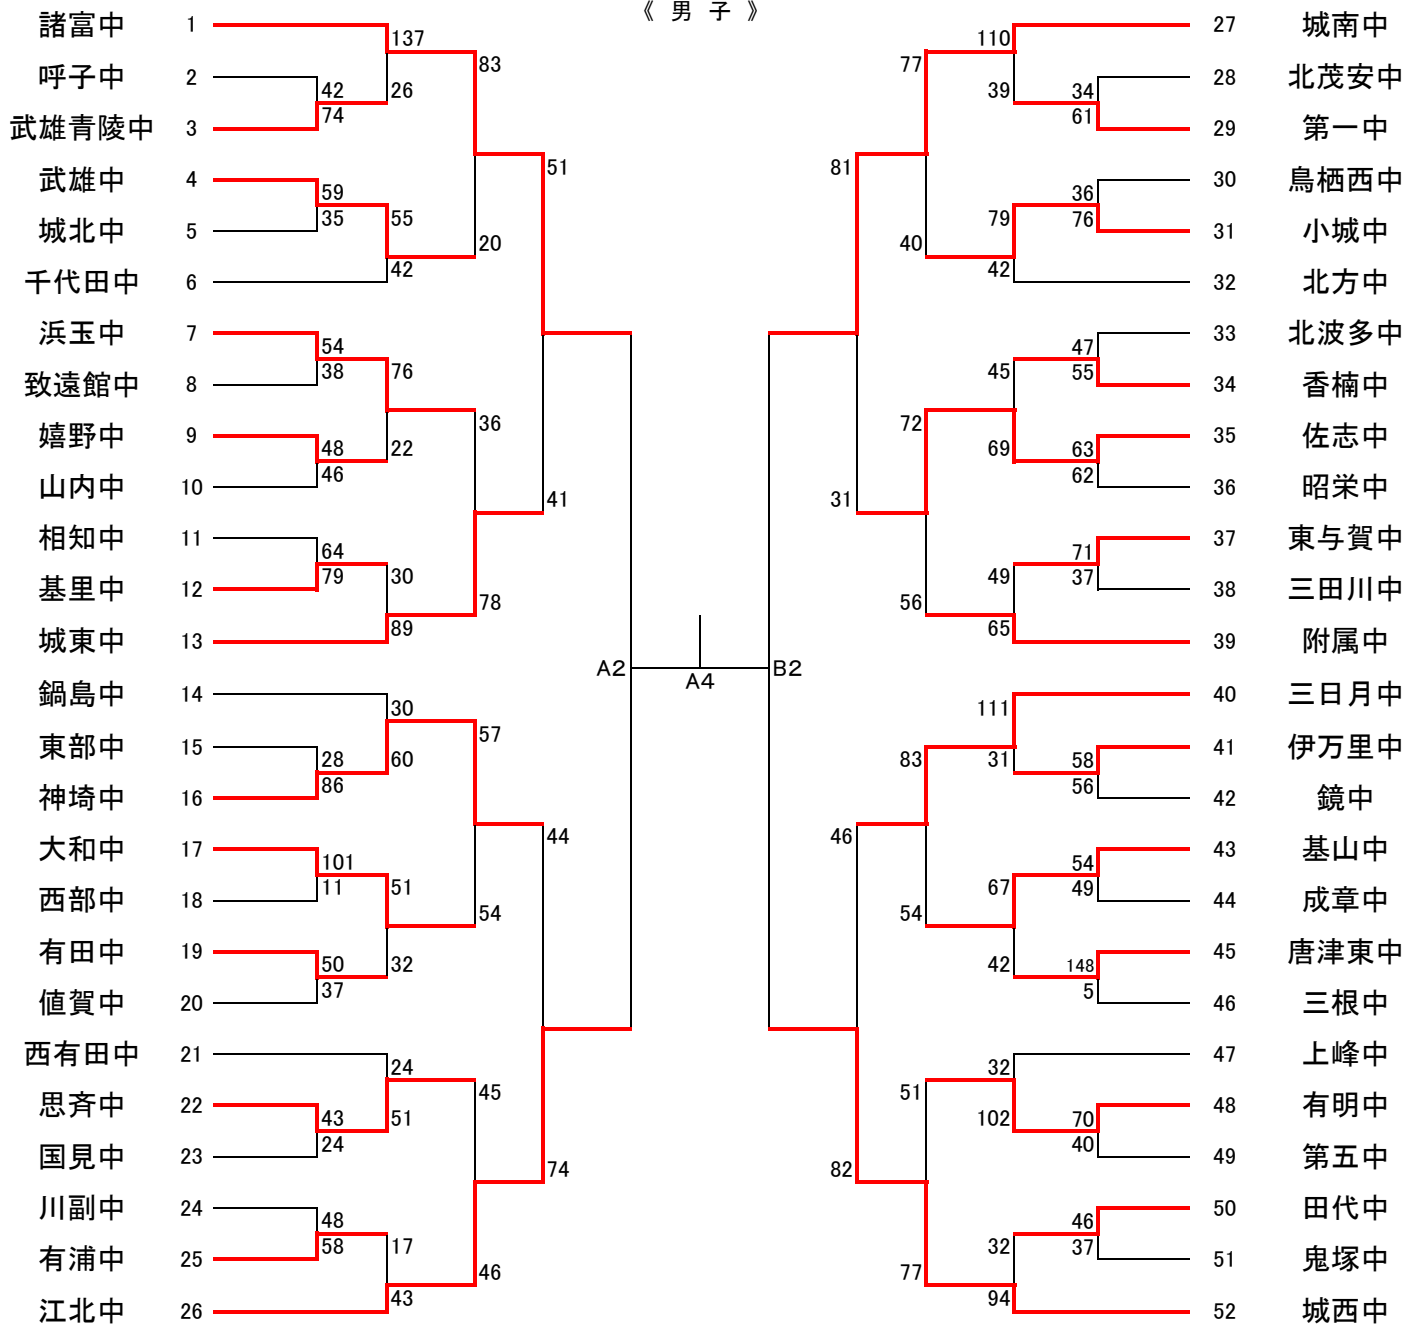 《 男 子 》
諸富中 1
呼子中 2
武雄青陵中 3
武雄中 4
城北中 5
千代田中 6
浜玉中 7
致遠館中 8
嬉野中 9
山内中 10
相知中 11
基里中 12
城東中 13
鍋島中 14
東部中 15
神埼中 16
大和中 17
西部中 18
有田中 19
値賀中 20
西有田中 21
思斉中 22
国見中 23
川副中 24
有浦中 25
江北中 26
137
26
42
74
59
35
55
42
83
20
54
38
76
22
48
46
64
79
30
89
36
78
51
41
30
60
28
86
101
11
51
32
50
37
57
54
24
51
43
24
48
58
17
43
45
46
44
74
A2
A4
B2
110
39
34
61
36
76
79
42
77
40
47
55
45
69
63
62
71
37
49
65
72
56
81
31
111
31
58
56
54
49
67
42
148
5
83
54
32
102
70
40
46
37
32
94
51
77
46
82
27 城南中
28 北茂安中
29 第一中
30 鳥栖西中
31 小城中
32 北方中
33 北波多中
34 香楠中
35 佐志中
36 昭栄中
37 東与賀中
38 三田川中
39 附属中
40 三日月中
41 伊万里中
42 鏡中
43 基山中
44 成章中
45 唐津東中
46 三根中
47 上峰中
48 有明中
49 第五中
50 田代中
51 鬼塚中
52 城西中